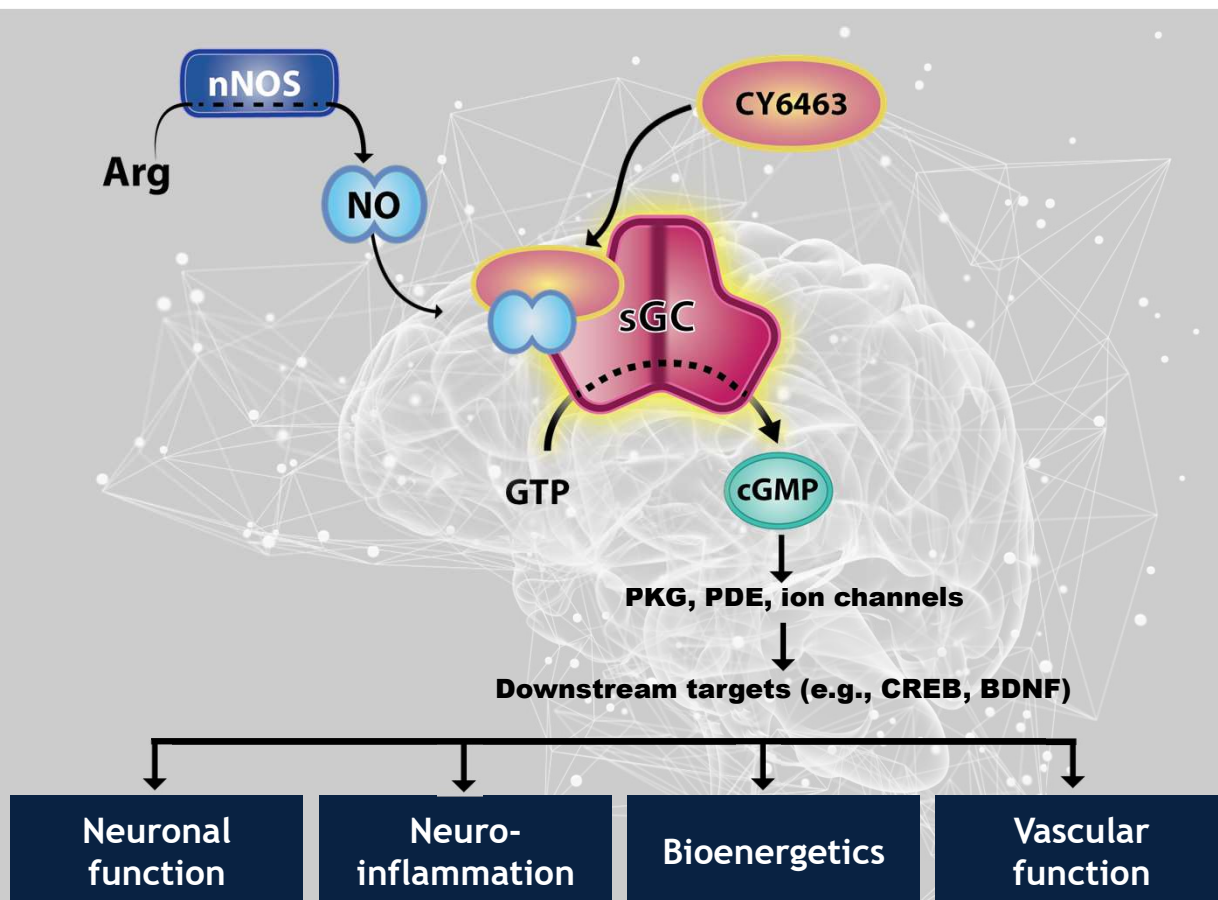 nNOS
CY6463
Arg
NO
sGC
GTP
cGMP
PKG, PDE, ion channels
Downstream targets (e.g., CREB, BDNF)
Neuronal
function
Neuro-
inflammation
Bioenergetics
Vascular
function